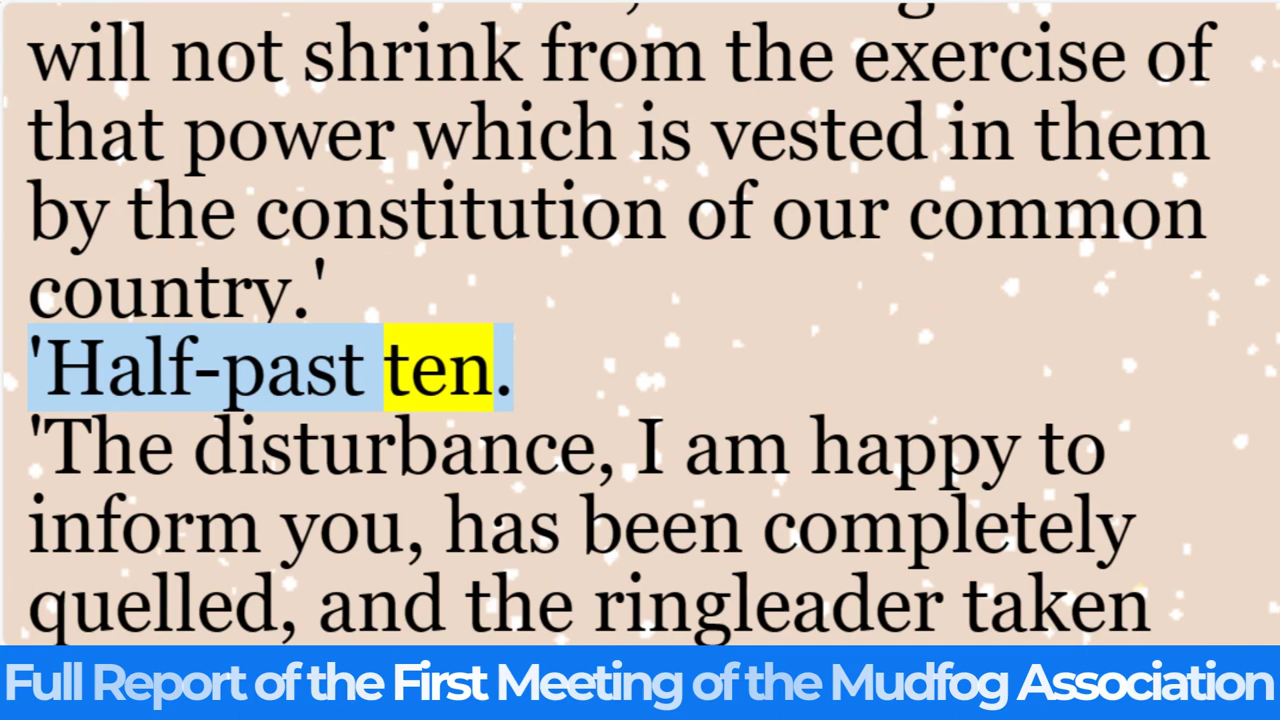 will not shrink from the exercise of
that power which is vested in them
by the constitution of our common
country.'
'Half-past ten.
'The disturbance, I am happy to
inform you, has been completely
quelled, and the ringleader taken
Full Report of the First Meeting of the Mudfog Association